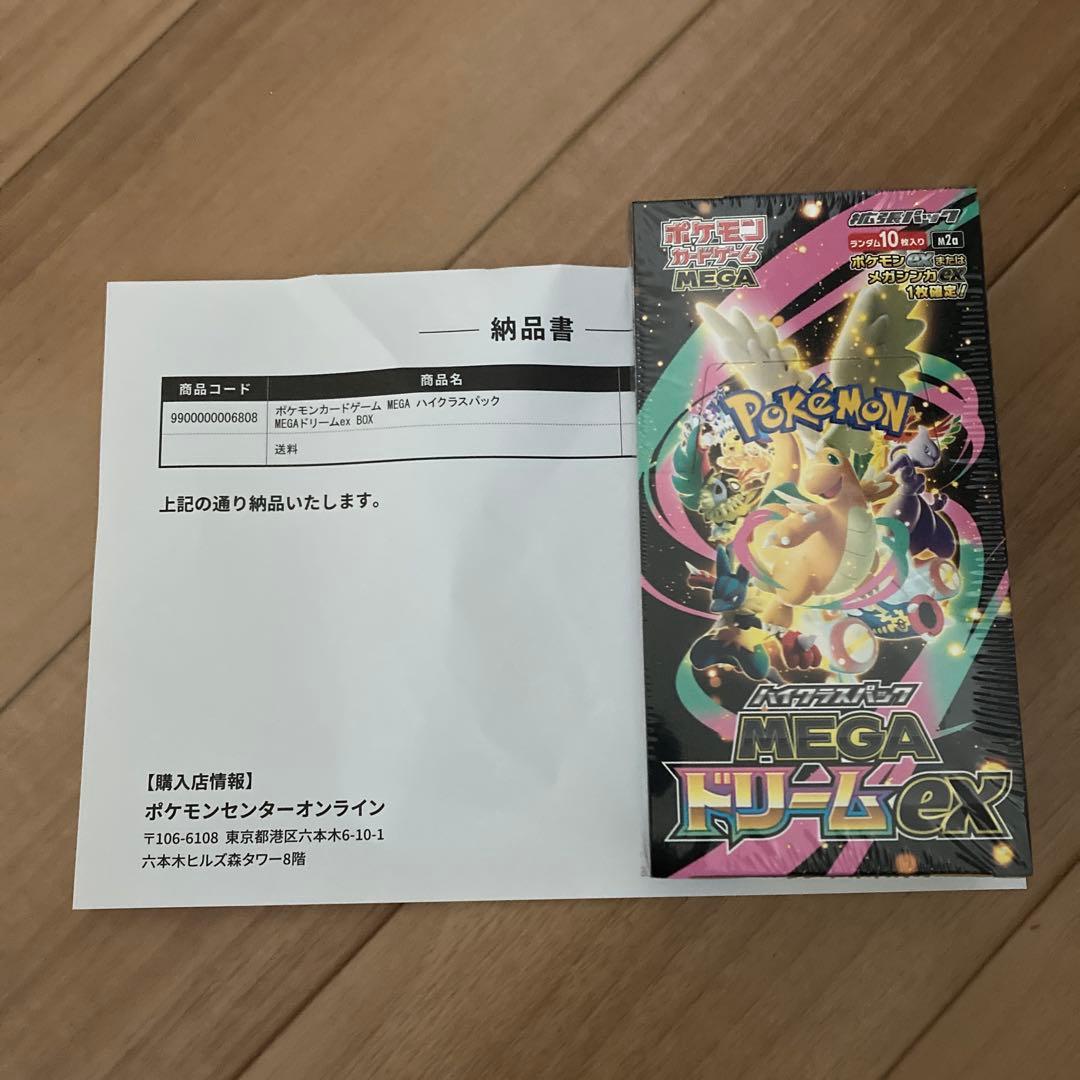 納品書
商品コード 商品名
9900000006808 ポケモンカードゲーム MEGA ハイクラスパック
MEGAドリームex BOX
送料
上記の通り納品いたします。
【購入店情報】
ポケモンセンターオンライン
〒106-6108 東京都港区六本木6-10-1
六本木ヒルズ森タワー8階
ポケモン
カードゲーム
MEGA
拡張パック
ランダム10枚入り M2a
ポケモンexまたは
メガシンカex
1枚確定!
POKéMON
ハイクラスパック
MEGA
ドリームex